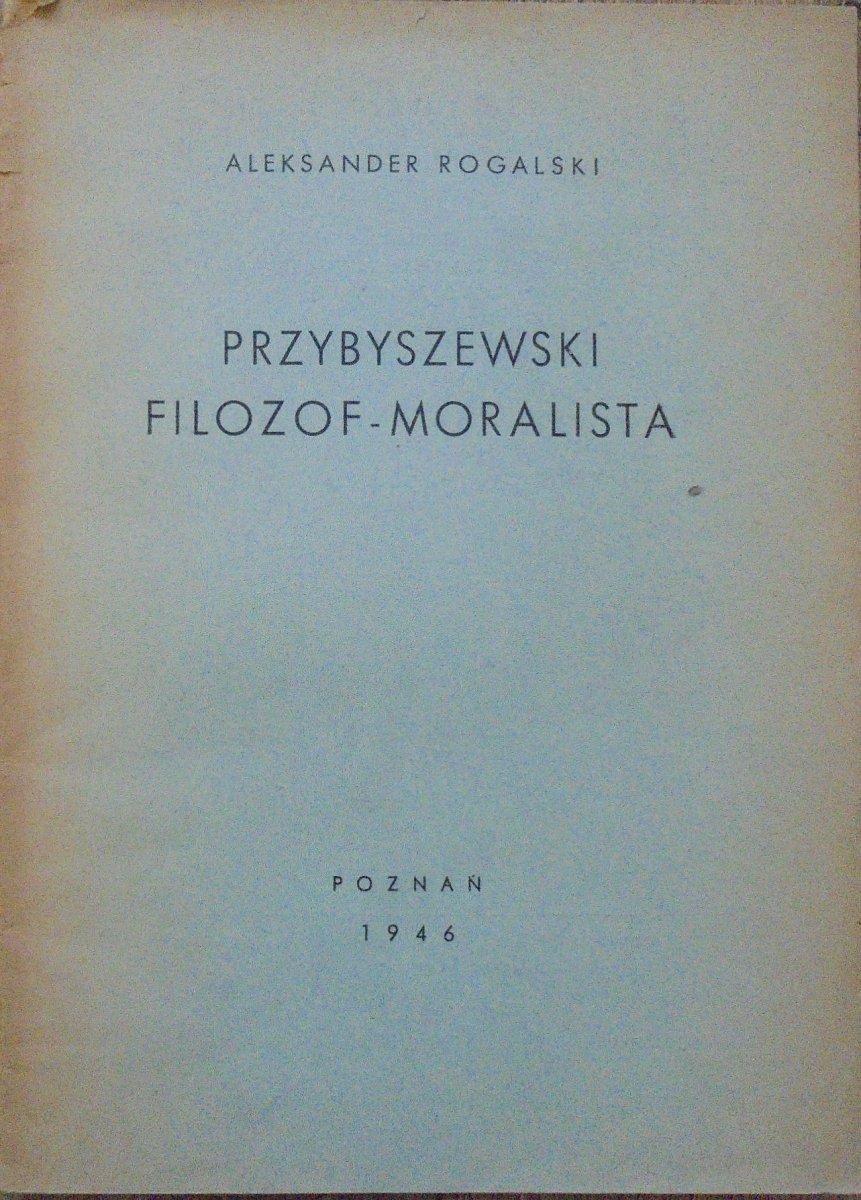 ALEKSANDER ROGALSKI
PRZYBYSZEWSKI
FILOZOF-MORALISTA
POZNAŃ
1946